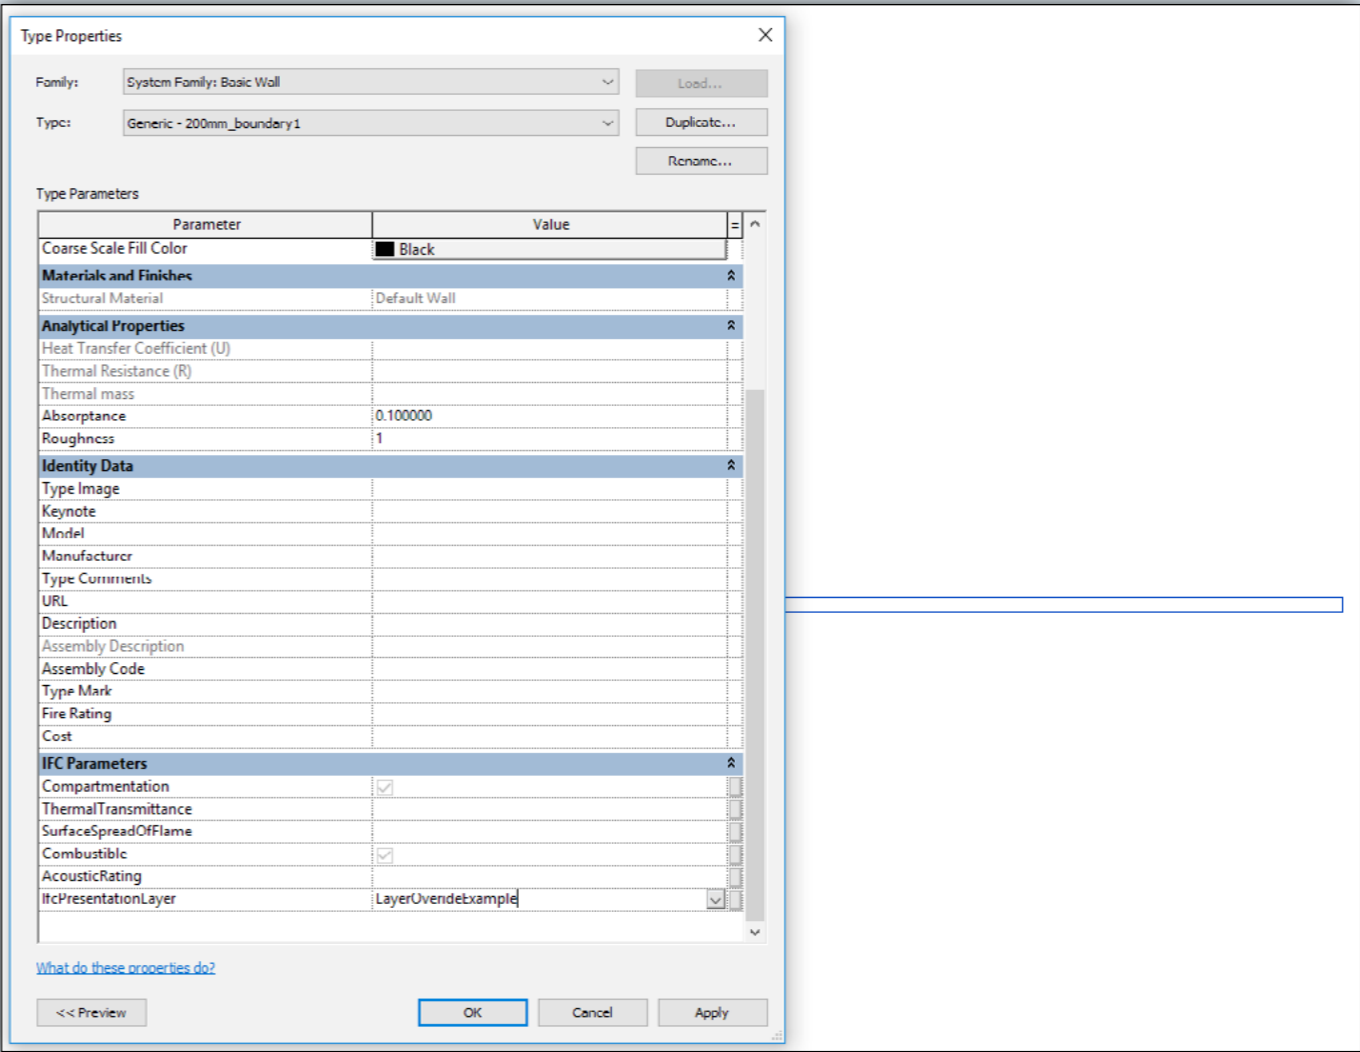 Type Properties
Family: System Family: Basic Wall Load...
Type: Generic - 200mm_boundary1 Duplicate...
Rename...
Type Parameters
Parameter Value =
Coarse Scale Fill Color Black
Materials and Finishes
Structural Material Default Wall
Analytical Properties
Heat Transfer Coefficient (U)
Thermal Resistance (R)
Thermal mass
Absorptance 0.100000
Roughness 1
Identity Data
Type Image
Keynote
Model
Manufacturer
Type Comments
URL
Description
Assembly Description
Assembly Code
Type Mark
Fire Rating
Cost
IFC Parameters
Compartmentation
ThermalTransmittance
SurfaceSpreadOfFlame
Combustible
AcousticRating
IfcPresentationLayer LayerOverideExample
What do these properties do?
<< Preview OK Cancel Apply